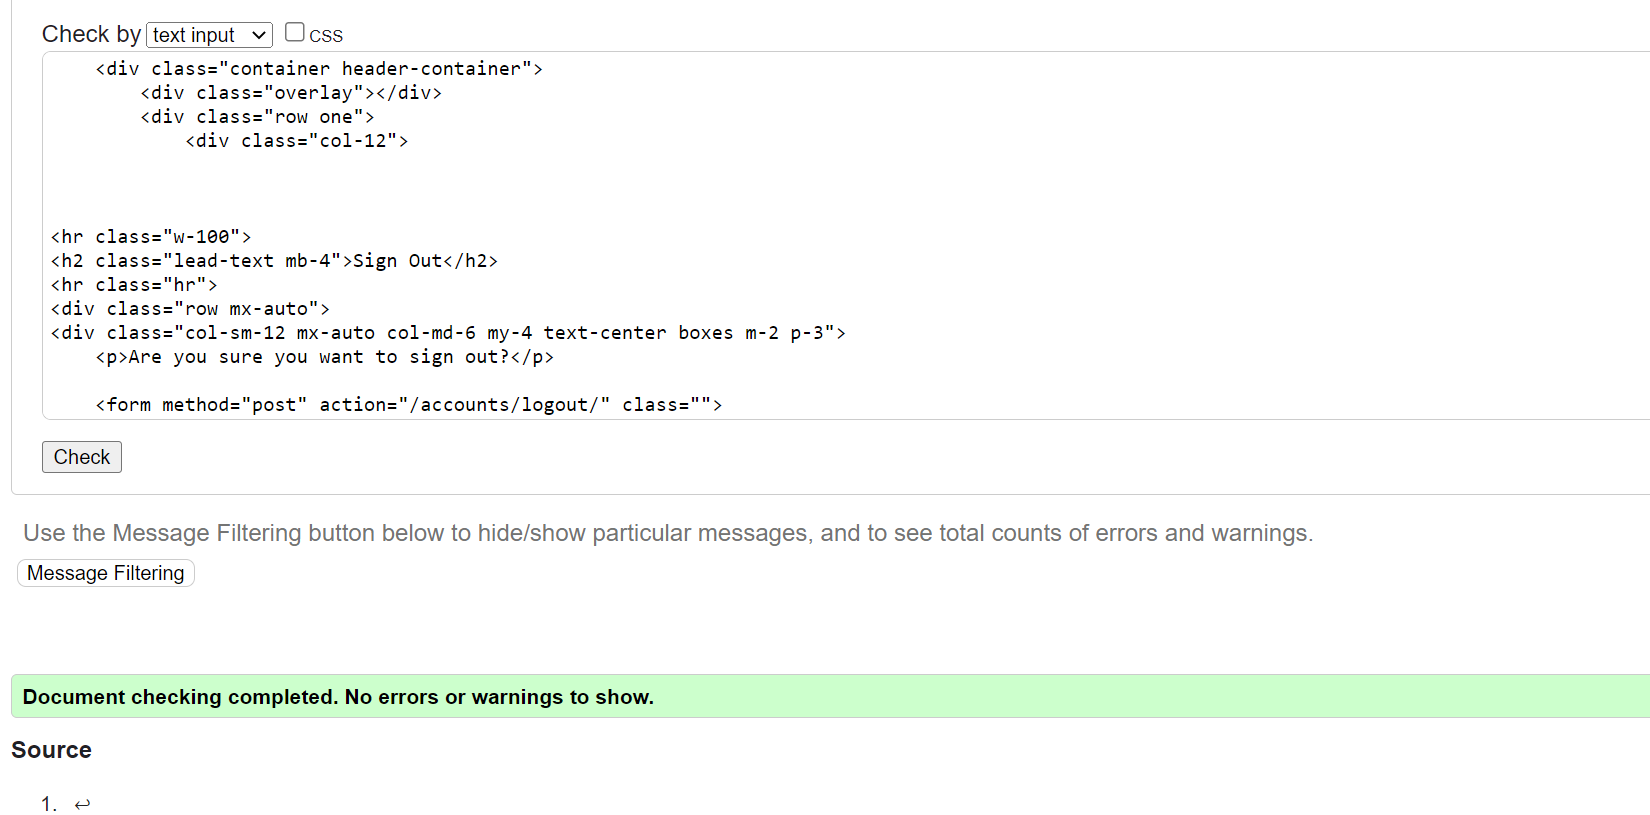 Check by text input CSS
<div class="container header-container">
<div class="overlay"></div>
<div class="row one">
<div class="col-12">
<hr class="w-100">
<h2 class="lead-text mb-4">Sign Out</h2>
<hr class="hr">
<div class="row mx-auto">
<div class="col-sm-12 mx-auto col-md-6 my-4 text-center boxes m-2 p-3">
<p>Are you sure you want to sign out?</p>
<form method="post" action="/accounts/logout/" class="">
Check
Use the Message Filtering button below to hide/show particular messages, and to see total counts of errors and warnings.
Message Filtering
Document checking completed. No errors or warnings to show.
Source
1. ↩